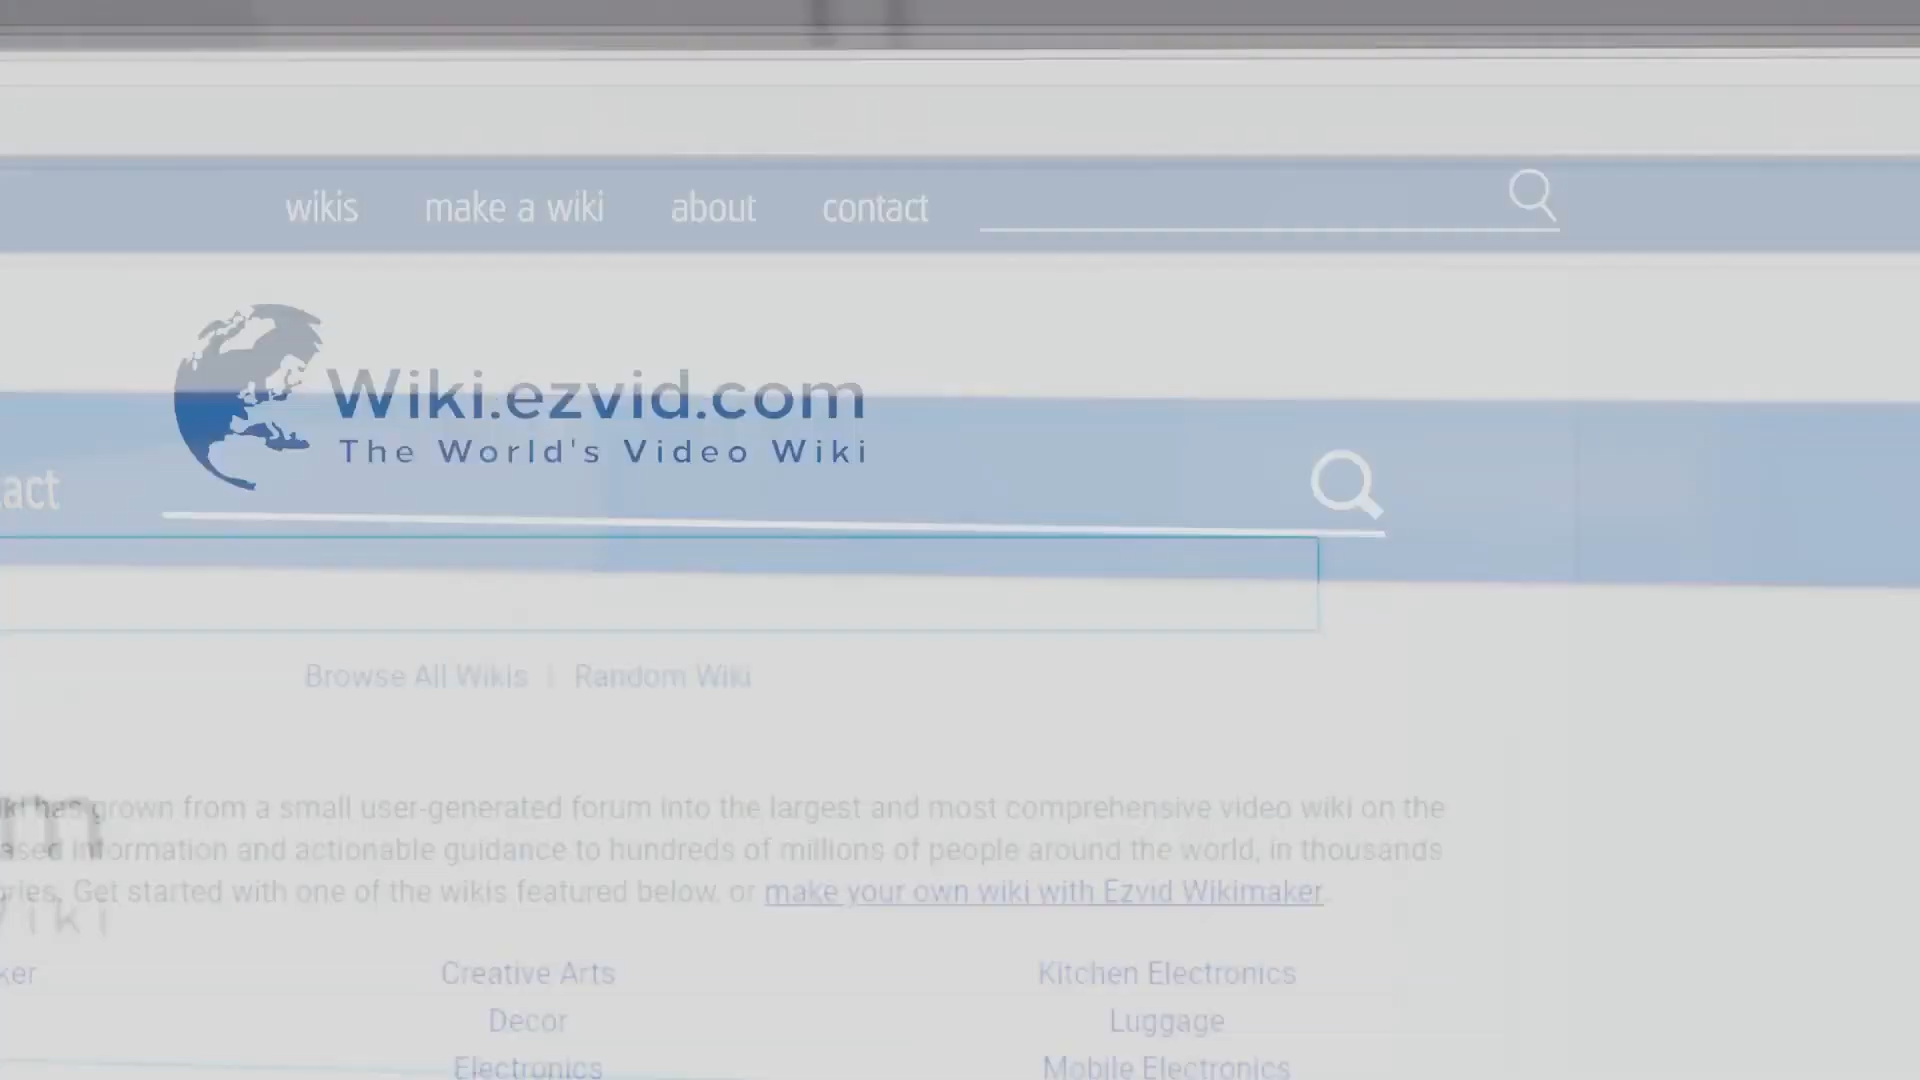 wikis make a wiki about contact
Wiki.ezvid.com
The World's Video Wiki
act
Browse All Wikis | Random Wiki
has grown from a small user-generated forum into the largest and most comprehensive video wiki on the
information and actionable guidance to hundreds of millions of people around the world, in thousands
Get started with one of the wikis featured below, or make your own wiki with Ezvid Wikimaker.
Wiki
ker Creative Arts Kitchen Electronics
Decor Luggage
Electronics Mobile Electronics